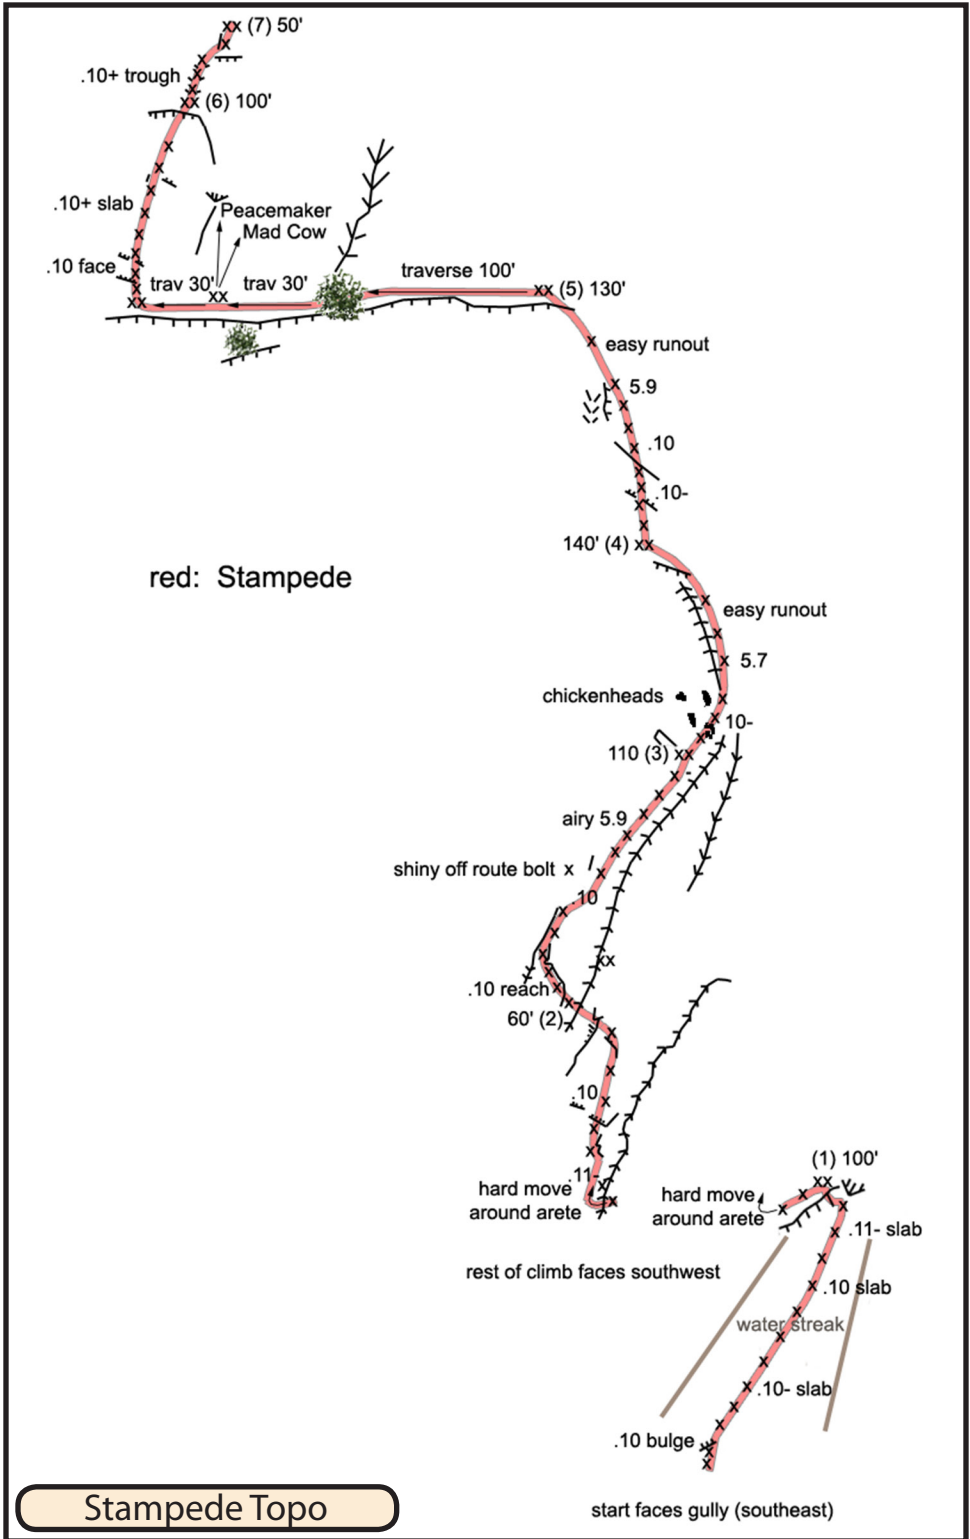 (7) 50'
.10+ trough
(6) 100'
.10+ slab
Peacemaker
Mad Cow
.10 face
trav 30'
xx
trav 30'
traverse 100'
(5) 130'
easy runout
5.9
.10
.10-
140' (4)
red: Stampede
easy runout
5.7
chickenheads
10-
110 (3)
airy 5.9
shiny off route bolt x
.10
.10 reach
60' (2)
.10
.11-
hard move
around arete
(1) 100'
hard move
around arete
.11- slab
rest of climb faces southwest
.10 slab
water streak
.10- slab
.10 bulge
Stampede Topo
start faces gully (southeast)